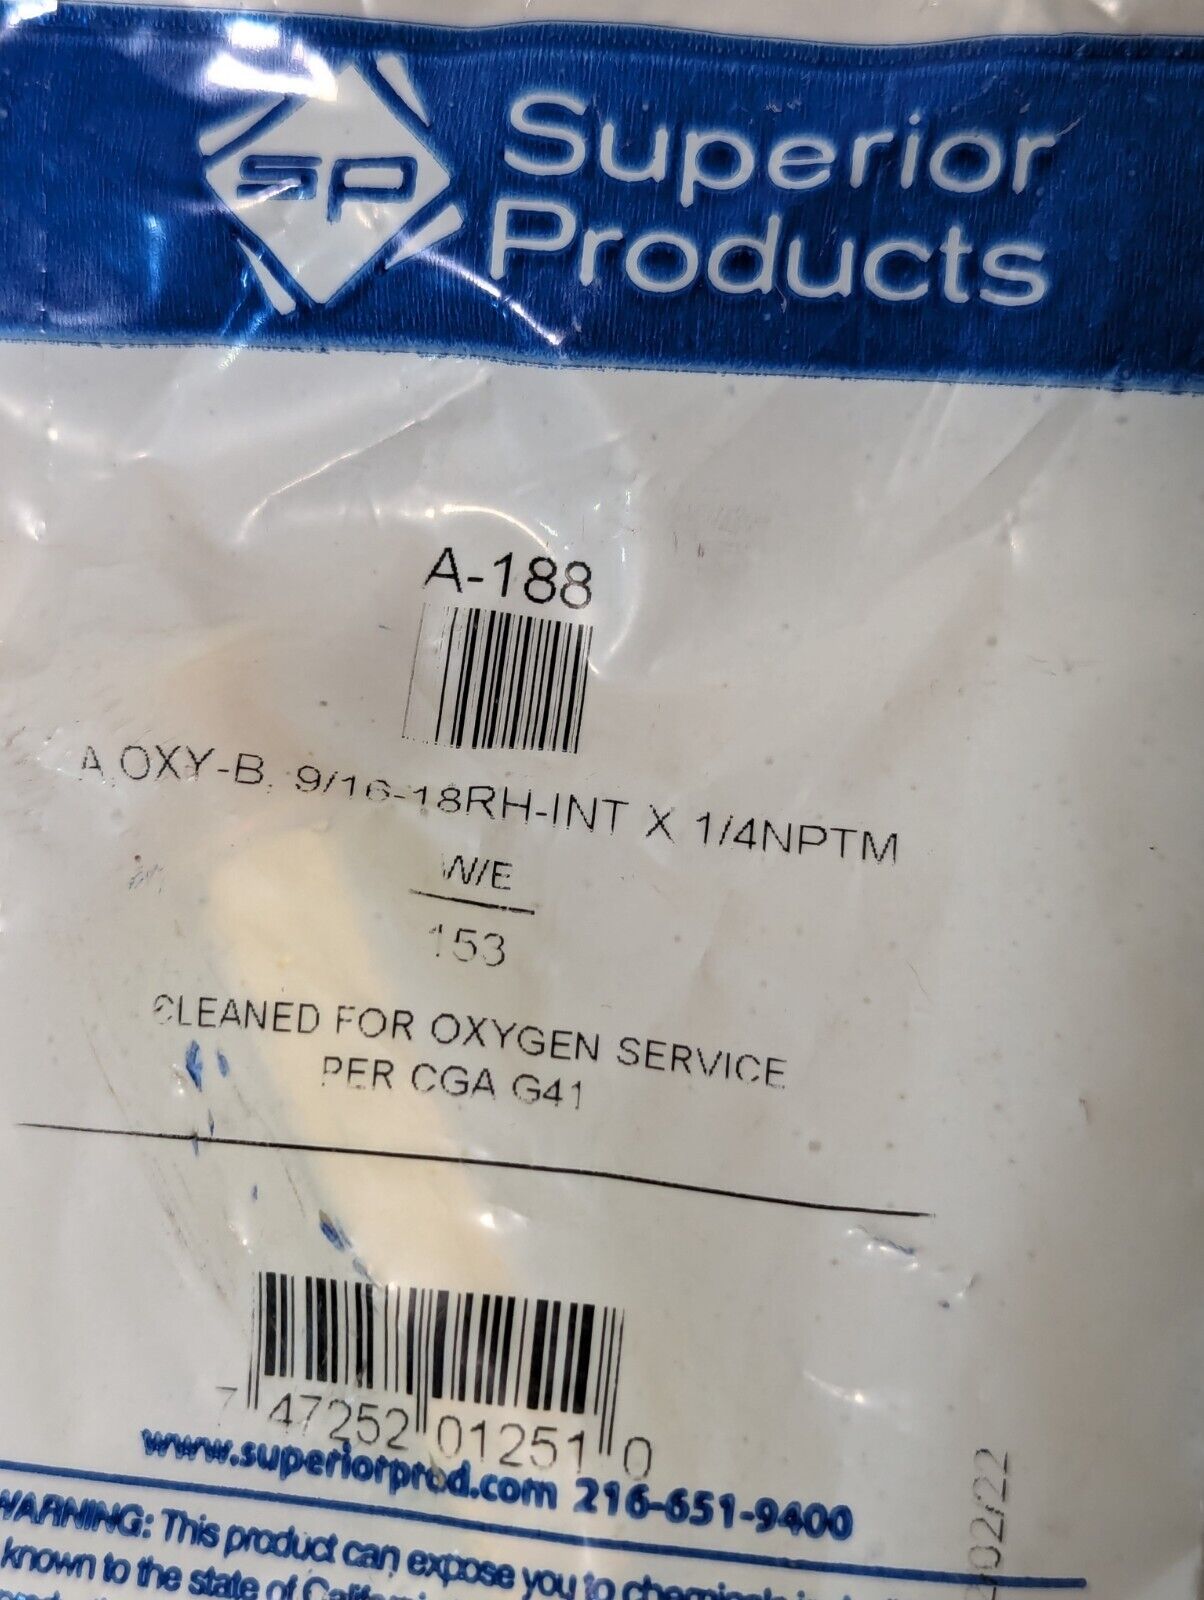 SP
Superior
Products
A-188
A, OXY-B, 9/16-18RH-INT X 1/4NPTM
W/E
153
CLEANED FOR OXYGEN SERVICE
PER CGA G41
7 47252 01251 0
www.superiorprod.com 216-651-9400
02/22
WARNING: This product can expose you to chemicals
known to the state of